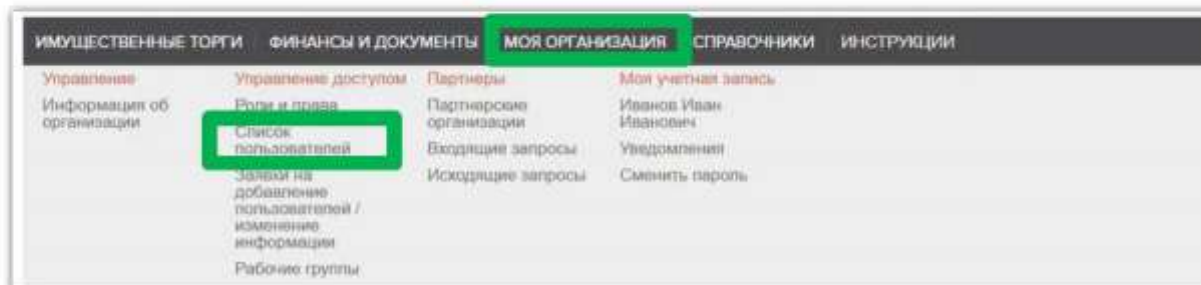 ИМУЩЕСТВЕННЫЕ ТОРГИ ФИНАНСЫ И ДОКУМЕНТЫ МОЯ ОРГАНИЗАЦИЯ СПРАВОЧНИКИ ИНСТРУКЦИИ
Управление
Информация об
организации
Управление доступом
Роли и права
Список
пользователей
Заявки на
добавление
пользователей /
изменение
информации
Рабочие группы
Партнеры
Партнерские
организации
Входящие запросы
Исходящие запросы
Моя учетная запись
Иванов Иван
Иванович
Уведомления
Сменить пароль